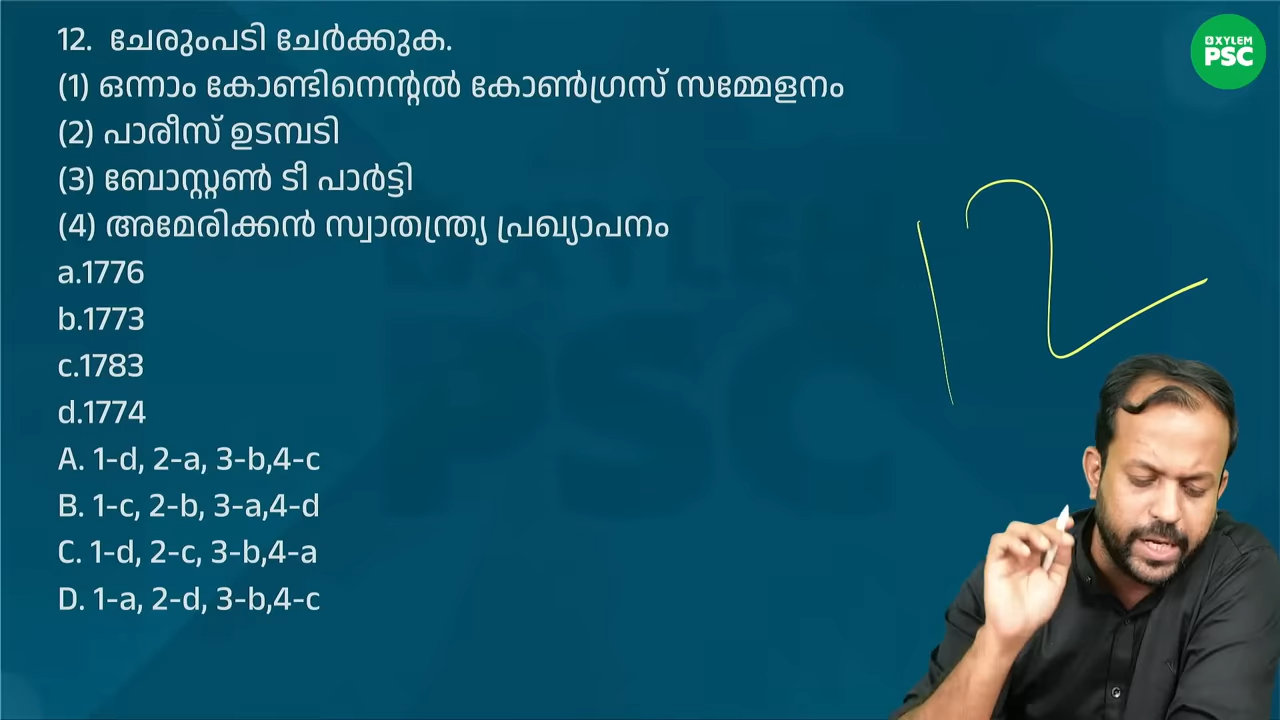 12. ചേരുംപടി ചേർക്കുക.
(1) ഒന്നാം കോണ്ടിനെന്റൽ കോൺഗ്രസ് സമ്മേളനം
(2) പാരീസ് ഉടമ്പടി
(3) ബോസ്റ്റൺ ടീ പാർട്ടി
(4) അമേരിക്കൻ സ്വാതന്ത്ര്യ പ്രഖ്യാപനം
a.1776
b.1773
c.1783
d.1774
A. 1-d, 2-a, 3-b,4-c
B. 1-c, 2-b, 3-a,4-d
C. 1-d, 2-c, 3-b,4-a
D. 1-a, 2-d, 3-b,4-c
XYLEM
PSC
12
XYLEM
PSC